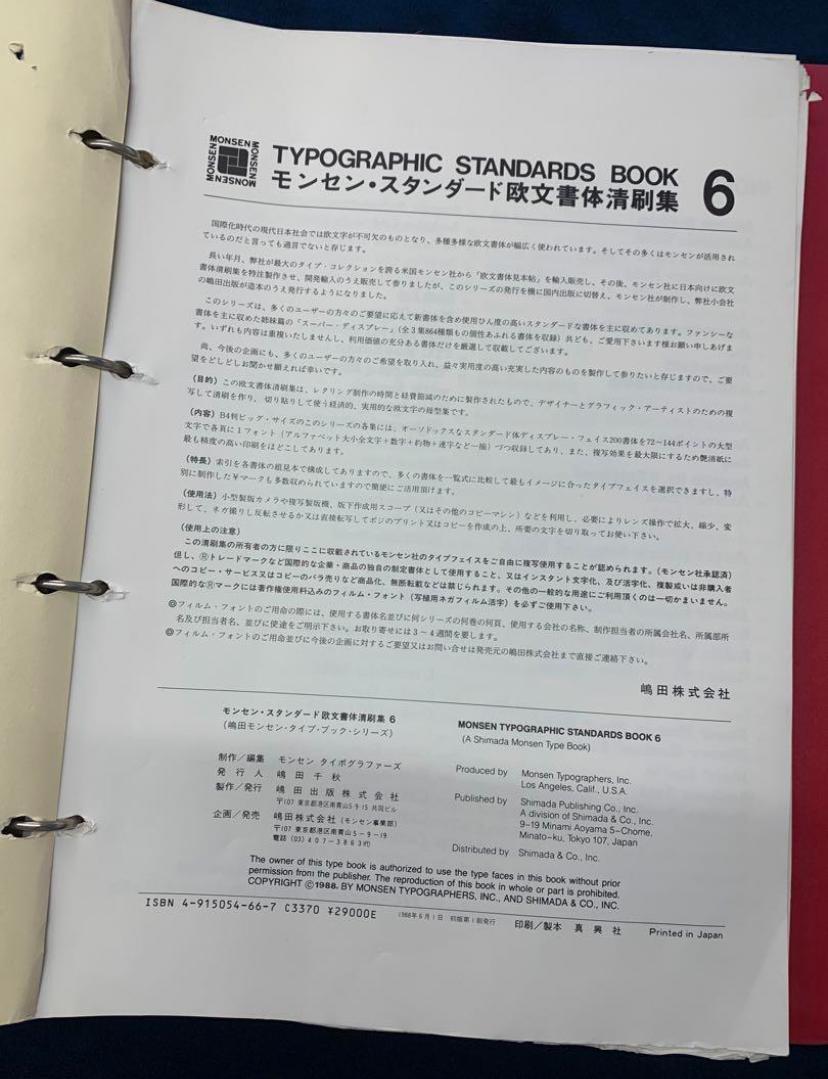 MONSEN MONSEN MONSEN MONSEN
TYPOGRAPHIC STANDARDS BOOK 6
モンセン・スタンダード欧文書体清刷集
国際化時代の現代日本社会では欧文字が不可欠のものとなり、多種多様な欧文書体が幅広く使われています。そしてその多くはモンセンが活用され
ているのだと言っても過言でないと存じます。
長い年月、弊社が最大のタイプ・コレクションを誇る米国モンセン社から「欧文書体見本帖」を輸入販売し、その後、モンセン社に日本向けに欧文
書体清刷集を特注製作させ、開発輸入のうえ販売して参りましたが、このシリーズの発行を機に国内出版に切替え、モンセン社が制作し、弊社小会社
の嶋田出版が造本のうえ発行するようになりました。
このシリーズは、多くのユーザーの方々のご要望に応えて新書体を含め使用ひん度の高いスタンダードな書体を主に収めてあります。ファンシーな
書体を主に収めた姉妹篇の「スーパー・ディスプレー」(全3集864種類もの個性あふれる書体を収録)共ども、ご愛用下さいます様お願い申しあげま
す。いずれも内容は重複いたしませんし、利用価値の充分ある書体だけを厳選して収載してございます。
尚、今後の企画にも、多くのユーザーの方々のご希望を取り入れ、益々実用度の高い充実した内容のものを製作して参りたいと存じますので、ご要
望をどしどしお聞かせ願えれば幸いです。
(目的) この欧文書体清刷集は、レタリング制作の時間と経費節減のために製作されたもので、デザイナーとグラフィック・アーティストのための複
写して清刷を作り、切り貼りして使う経済的、実用的な欧文字の母型集です。
(内容) B4判ビッグ・サイズのこのシリーズの各集には、オーソドックスなスタンダード体ディスプレー・フェイス200書体を72~144ポイントの大型
文字で各頁に1フォント(アルファベット大小全文字+数字+約物+連字など一揃)づつ収録してあり、また、複写効果を最大限にするため艶消紙に
最も精度の高い印刷をほどこしてあります。
(特長) 索引を各書体の組見本で構成してありますので、多くの書体を一覧式に比較して最もイメージに合ったタイプフェイスを選択できますし、特
別に制作した¥マークも多数収められていますので簡便にご活用頂けます。
(使用法) 小型製版カメラや複写製版機、版下作成用スコープ(又はその他のコピーマシン)などを利用し、必要によりレンズ操作で拡大、縮少、変
形して、ネガ撮りし反転させるか又は直接転写してポジのプリント又はコピーを作成の上、所要の文字を切り取ってお使い下さい。
(使用上の注意)
この清刷集の所有者の方に限りここに収載されているモンセン社のタイプフェイスをご自由に複写使用することが認められます。(モンセン社承認済)
但し、Ⓡトレードマークなど国際的な企業・商品の独自の制定書体として使用すること、又はインスタント文字化、及び活字化、複製或いは非購入者
へのコピー・サービス又はコピーのバラ売りなど商品化、無断転載などは禁じられます。その他の一般的な用途にご利用頂くのは一切かまいません。
国際的なⓇマークには著作権使用料込みのフィルム・フォント(写植用ネガフィルム活字)を必ずご使用下さい。
◎フィルム・フォントのご用命の際には、使用する書体名並びに何シリーズの何巻の何頁、使用する会社の名称、制作担当者の所属会社名、所属部所
名及び担当者名、並びに使途をご明示下さい。お取り寄せには3~4週間を要します。
◎フィルム・フォントのご用命並びに今後の企画に対するご要望又はお問い合せは発売元の嶋田株式会社まで直接ご連絡下さい。
嶋田株式会社
モンセン・スタンダード欧文書体清刷集 6
(嶋田モンセン・タイプ・ブック・シリーズ)
制作/編集 モンセン タイポグラファーズ
発行人 嶋田千秋
製作/発行 嶋田出版株式会社
〒107 東京都港区南青山5-9-15 共同ビル
企画/発売 嶋田株式会社(モンセン事業部)
〒107 東京都港区南青山5-9-19
電話(03)407-3863㈹
MONSEN TYPOGRAPHIC STANDARDS BOOK 6
(A Shimada Monsen Type Book)
Produced by Monsen Typographers, Inc.
Los Angeles, Calif., U.S.A.
Published by Shimada Publishing Co., Inc.
A division of Shimada & Co., Inc.
9-19 Minami Aoyama 5-Chome,
Minato-ku, Tokyo 107, Japan
Distributed by Shimada & Co., Inc.
The owner of this type book is authorized to use the type faces in this book without prior
permission from the publisher. The reproduction of this book in whole or part is prohibited.
COPYRIGHT ©1988. BY MONSEN TYPOGRAPHERS, INC., AND SHIMADA & CO., INC.
ISBN 4-915054-66-7 C3370 ¥29000E 1988年6月1日 初版第1刷発行 印刷/製本 真興社 Printed in Japan